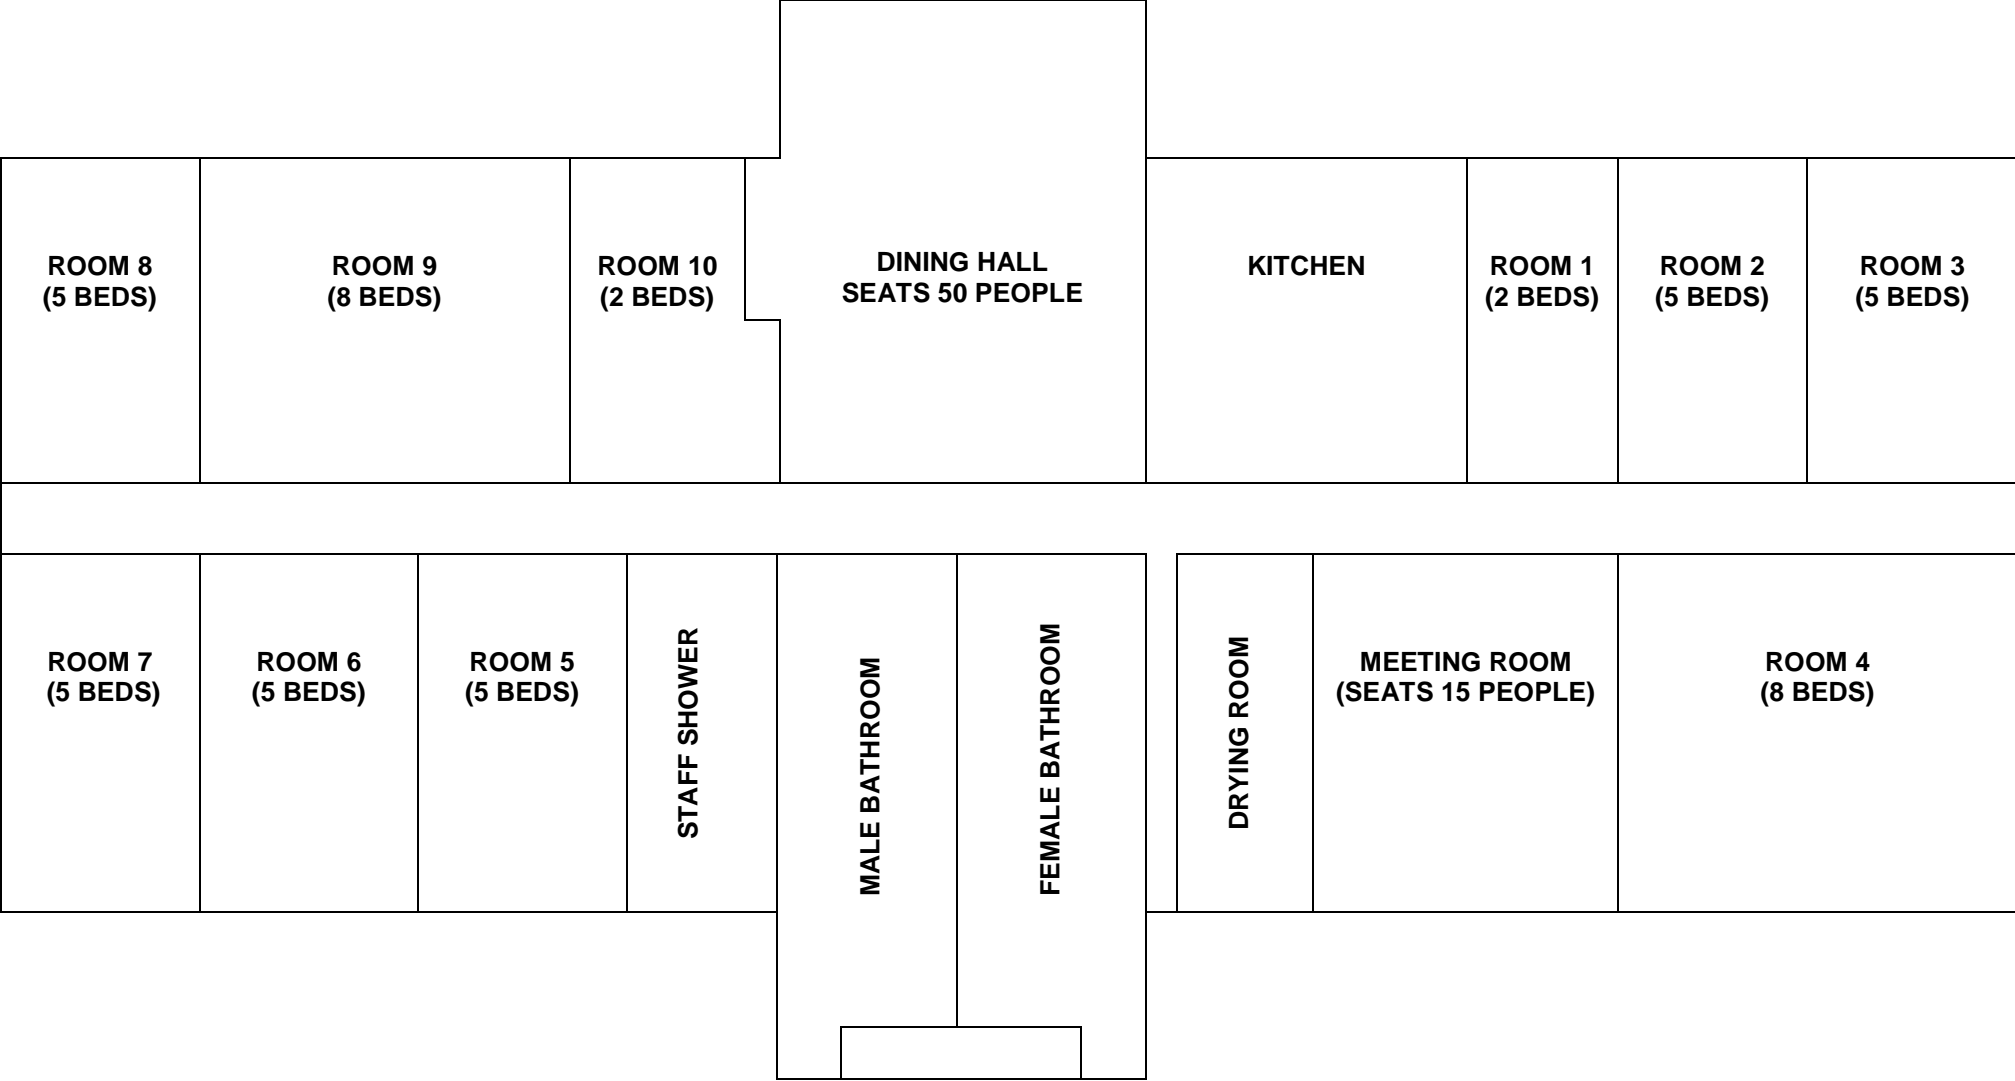 ROOM 8
(5 BEDS)
ROOM 9
(8 BEDS)
ROOM 10
(2 BEDS)
DINING HALL
SEATS 50 PEOPLE
KITCHEN
ROOM 1
(2 BEDS)
ROOM 2
(5 BEDS)
ROOM 3
(5 BEDS)
ROOM 7
(5 BEDS)
ROOM 6
(5 BEDS)
ROOM 5
(5 BEDS)
STAFF SHOWER
MALE BATHROOM
FEMALE BATHROOM
DRYING ROOM
MEETING ROOM
(SEATS 15 PEOPLE)
ROOM 4
(8 BEDS)